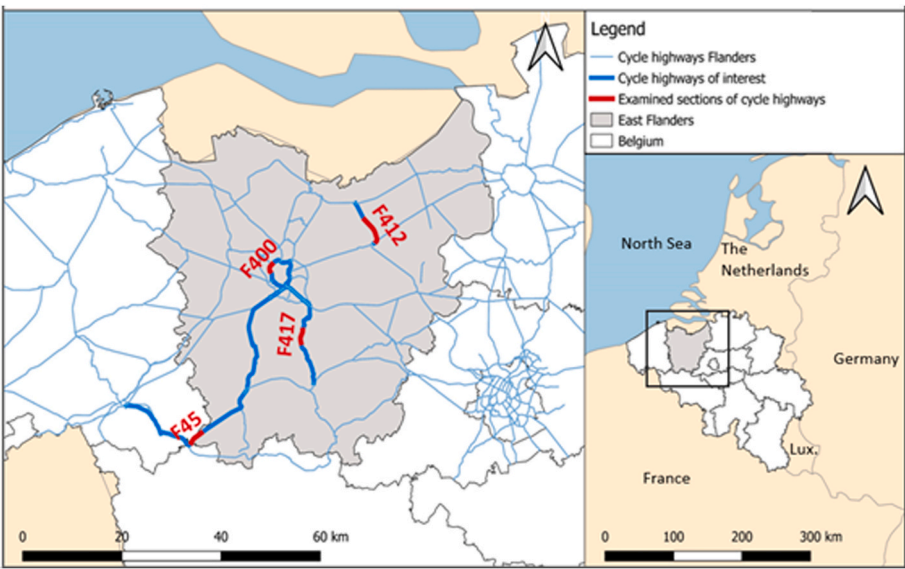 Legend
Cycle highways Flanders
Cycle highways of interest
Examined sections of cycle highways
East Flanders
Belgium
F412
F400
F417
F45
0 20 40 60 km
North Sea
The
Netherlands
Germany
Lux.
France
0 100 200 300 km